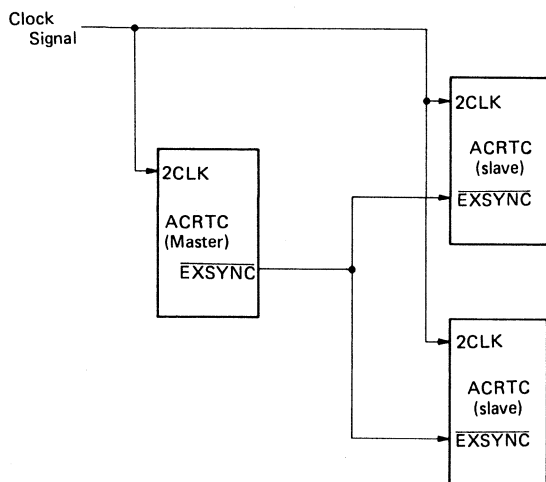 Clock
Signal
2CLK
ACRTC
(Master)
EXSYNC
2CLK
ACRTC
(slave)
EXSYNC
2CLK
ACRTC
(slave)
EXSYNC